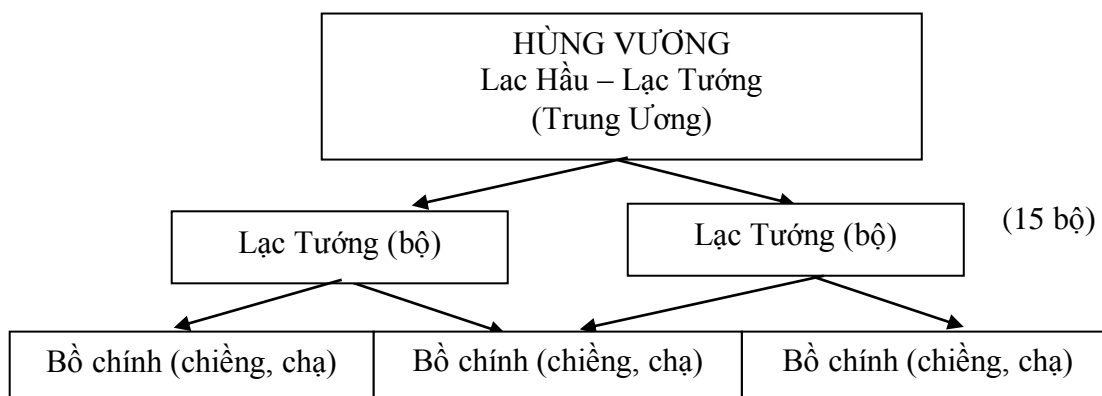 HÙNG VƯƠNG
Lac Hầu – Lạc Tướng
(Trung Ương)
Lạc Tướng (bộ)
Lạc Tướng (bộ)
(15 bộ)
Bồ chính (chiềng, chạ)
Bồ chính (chiềng, chạ)
Bồ chính (chiềng, chạ)